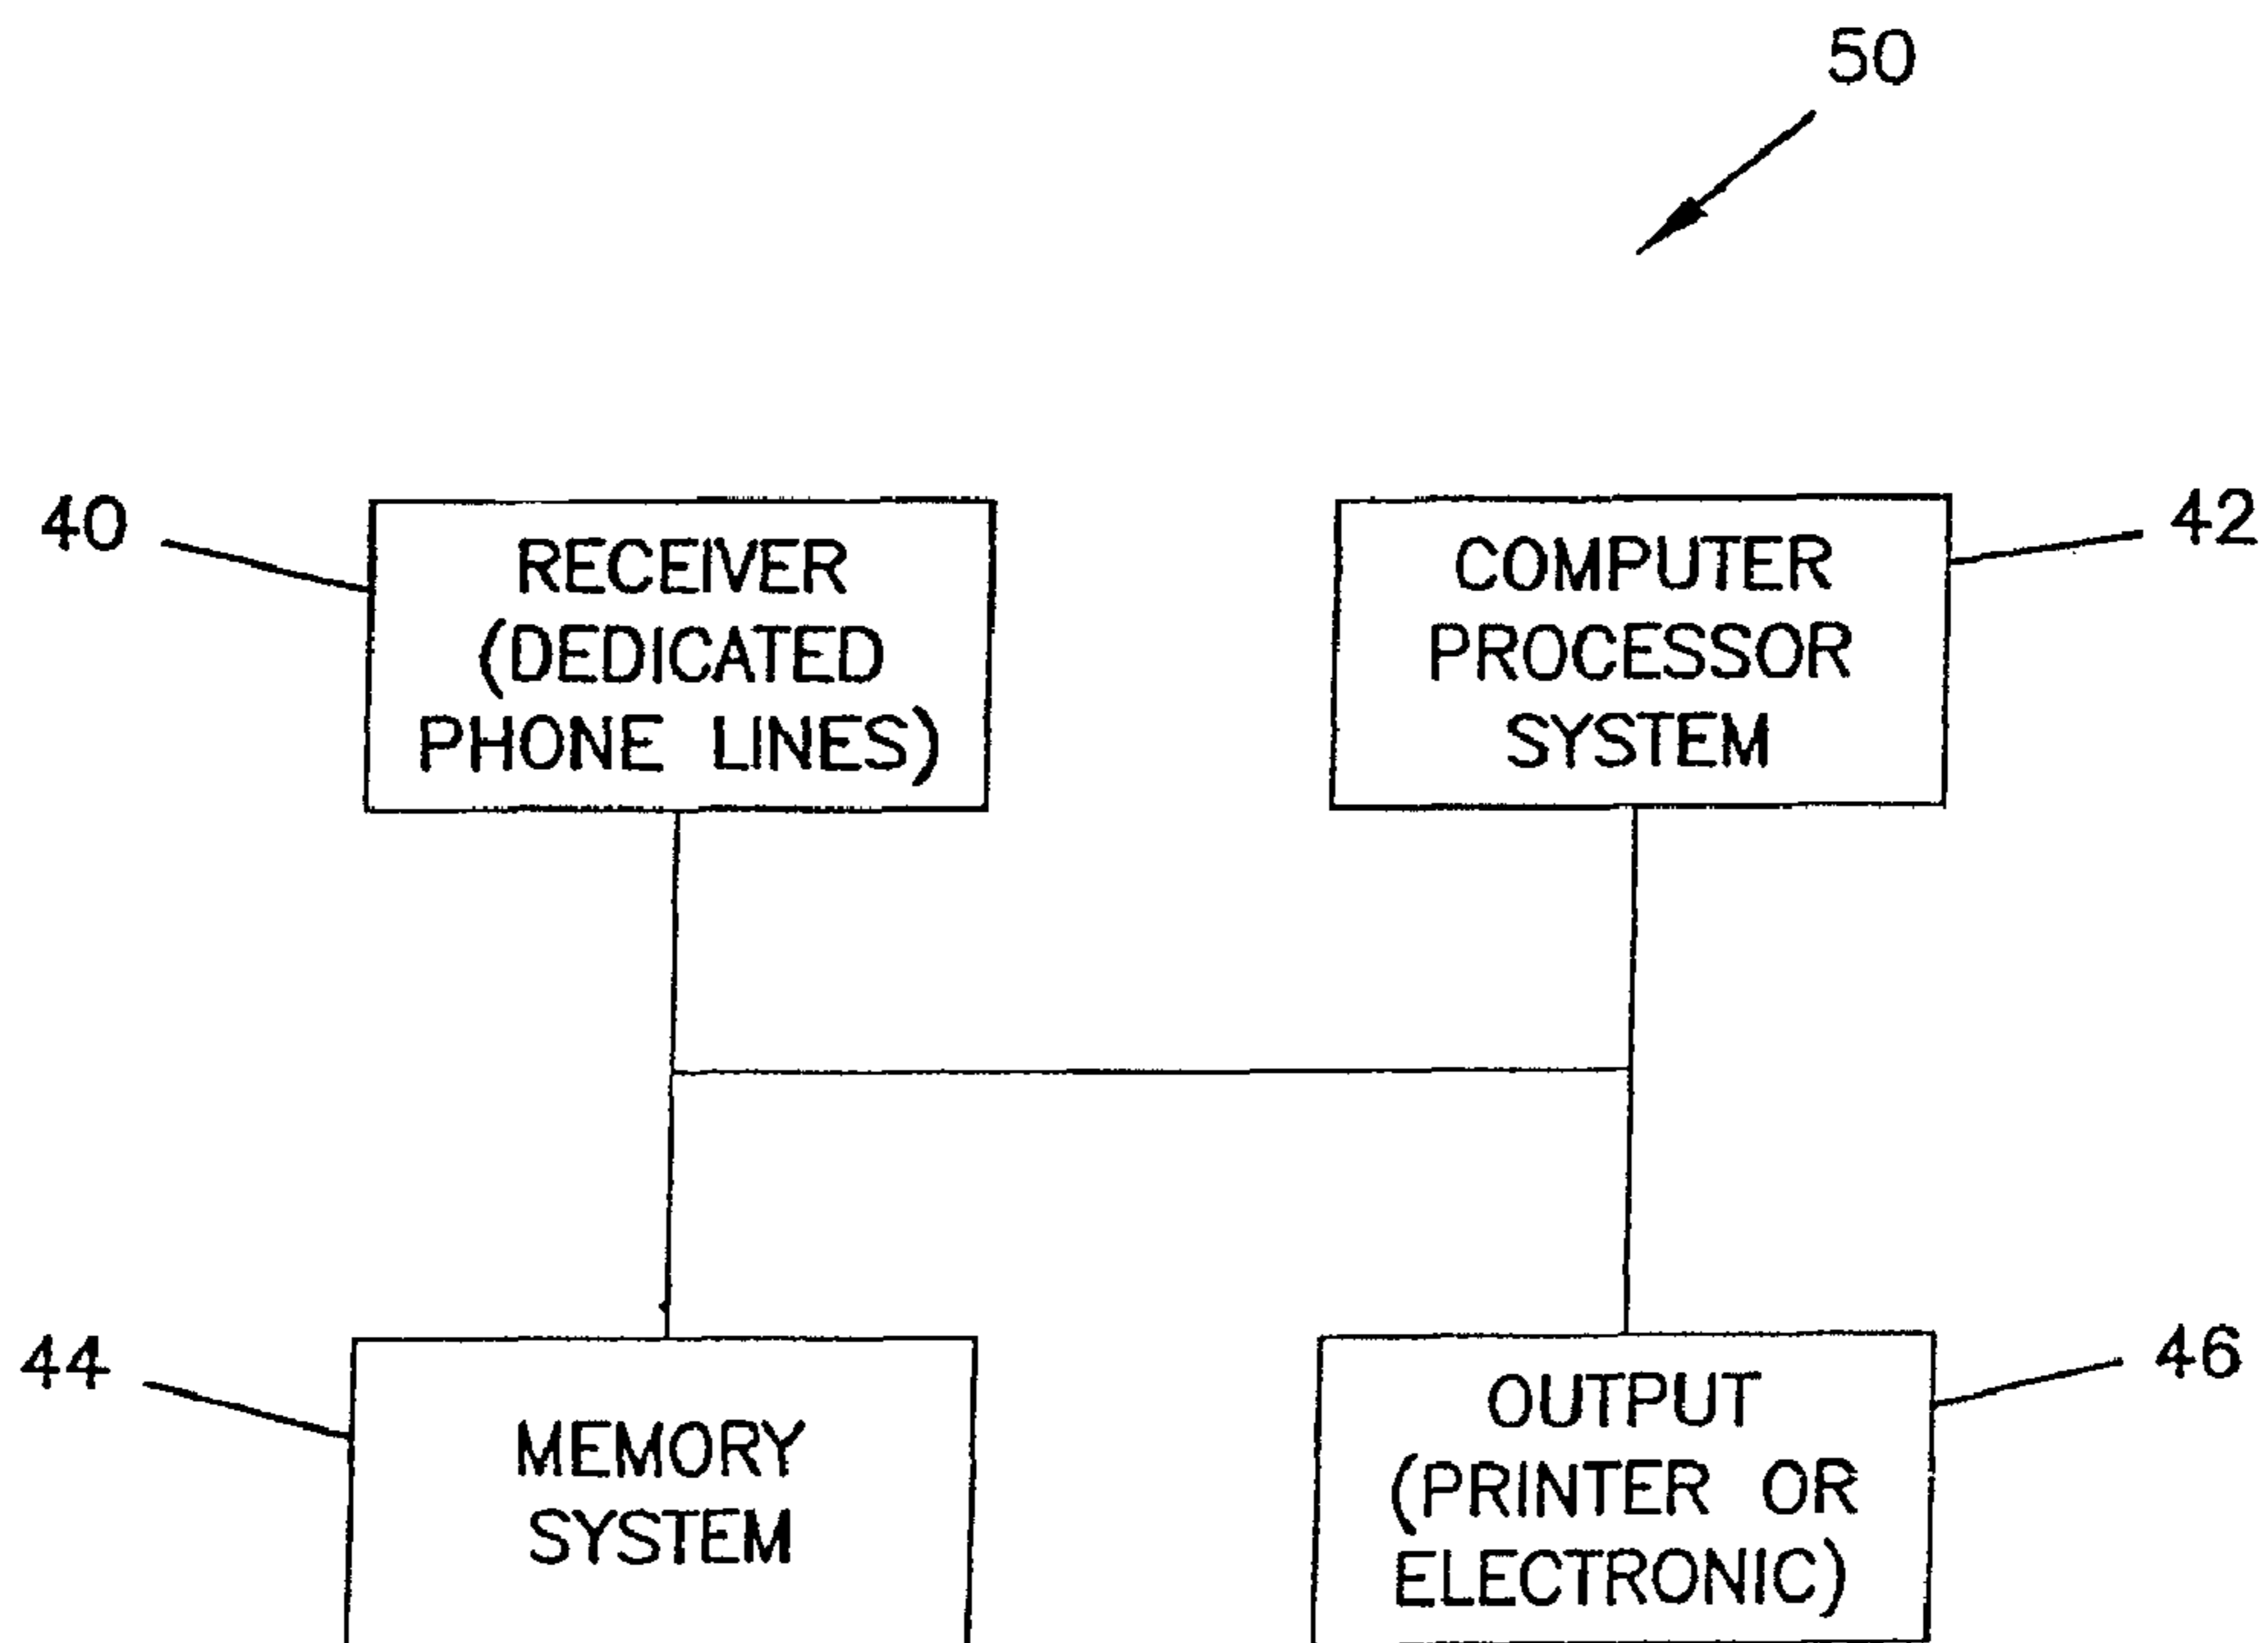 50
40
RECEIVER
(DEDICATED
PHONE LINES)
COMPUTER
PROCESSOR
SYSTEM
42
44
MEMORY
SYSTEM
OUTPUT
(PRINTER OR
ELECTRONIC)
46